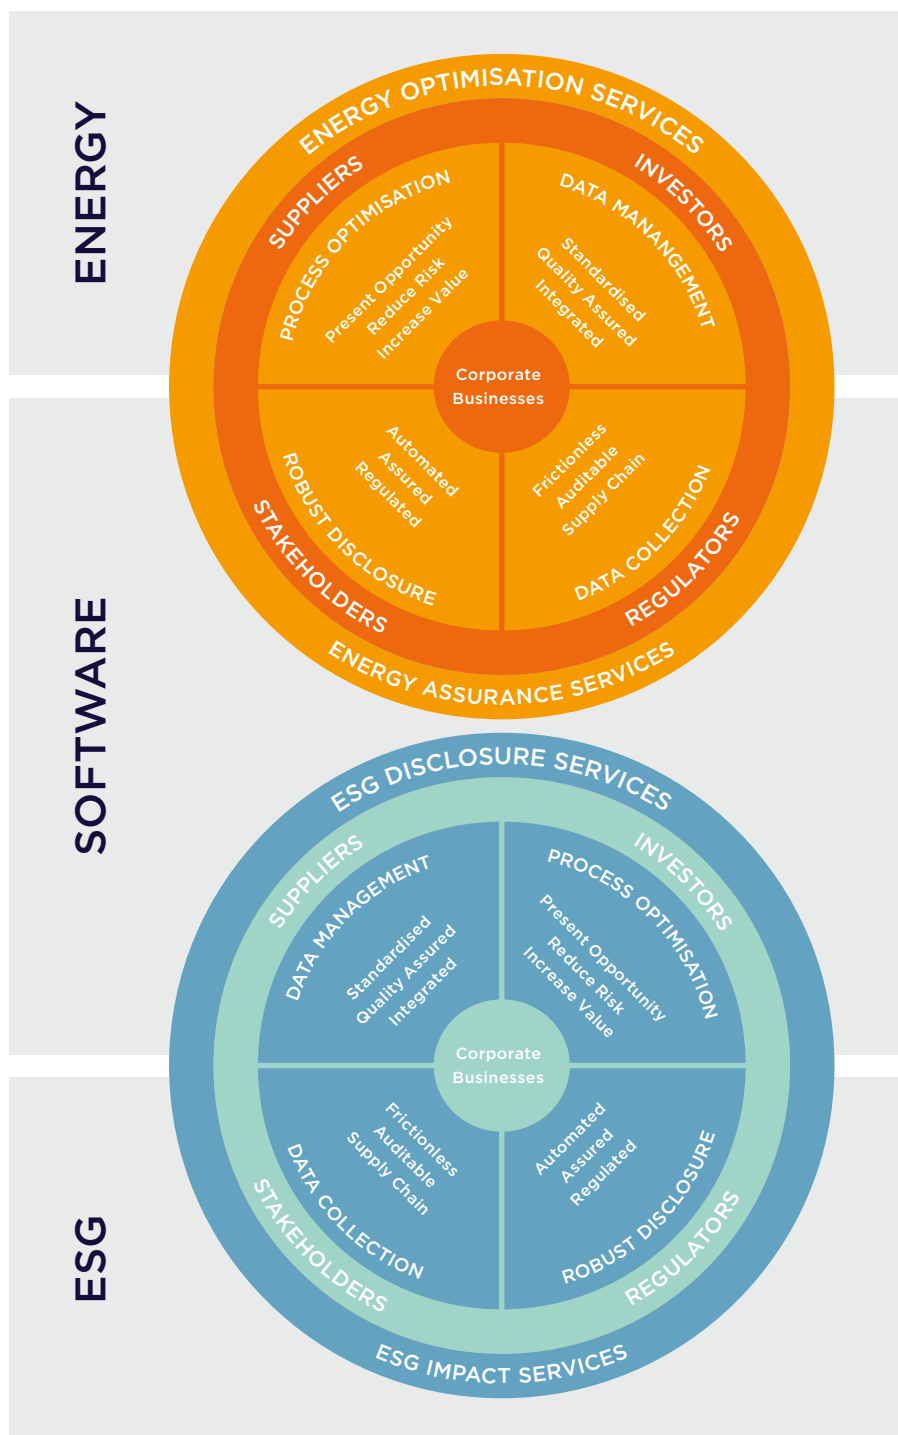 ENERGY
ENERGY OPTIMISATION SERVICES
SUPPLIERS
INVESTORS
PROCESS OPTIMISATION
Present Opportunity
Reduce Risk
Increase Value
DATA MANANGEMENT
Standardised
Quality Assured
Integrated
Corporate
Businesses
ROBUST DISCLOSURE
Automated
Assured
Regulated
Frictionless
Auditable
Supply Chain
DATA COLLECTION
STAKEHOLDERS
REGULATORS
ENERGY ASSURANCE SERVICES
SOFTWARE
ESG DISCLOSURE SERVICES
SUPPLIERS
INVESTORS
DATA MANAGEMENT
Standardised
Quality Assured
Integrated
PROCESS OPTIMISATION
Present Opportunity
Reduce Risk
Increase Value
Corporate
Businesses
DATA COLLECTION
Frictionless
Auditable
Supply Chain
Automated
Assured
Regulated
ROBUST DISCLOSURE
STAKEHOLDERS
REGULATORS
ESG IMPACT SERVICES
ESG